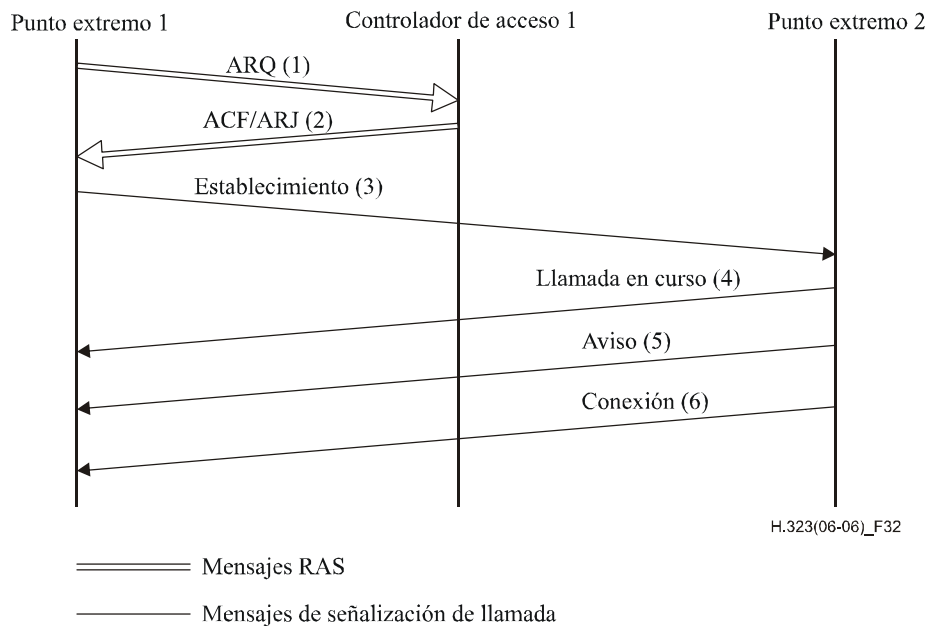 Punto extremo 1
Controlador de acceso 1
Punto extremo 2
ARQ (1)
ACF/ARJ (2)
Establecimiento (3)
Llamada en curso (4)
Aviso (5)
Conexión (6)
H.323(06-06)_F32
Mensajes RAS
Mensajes de señalización de llamada